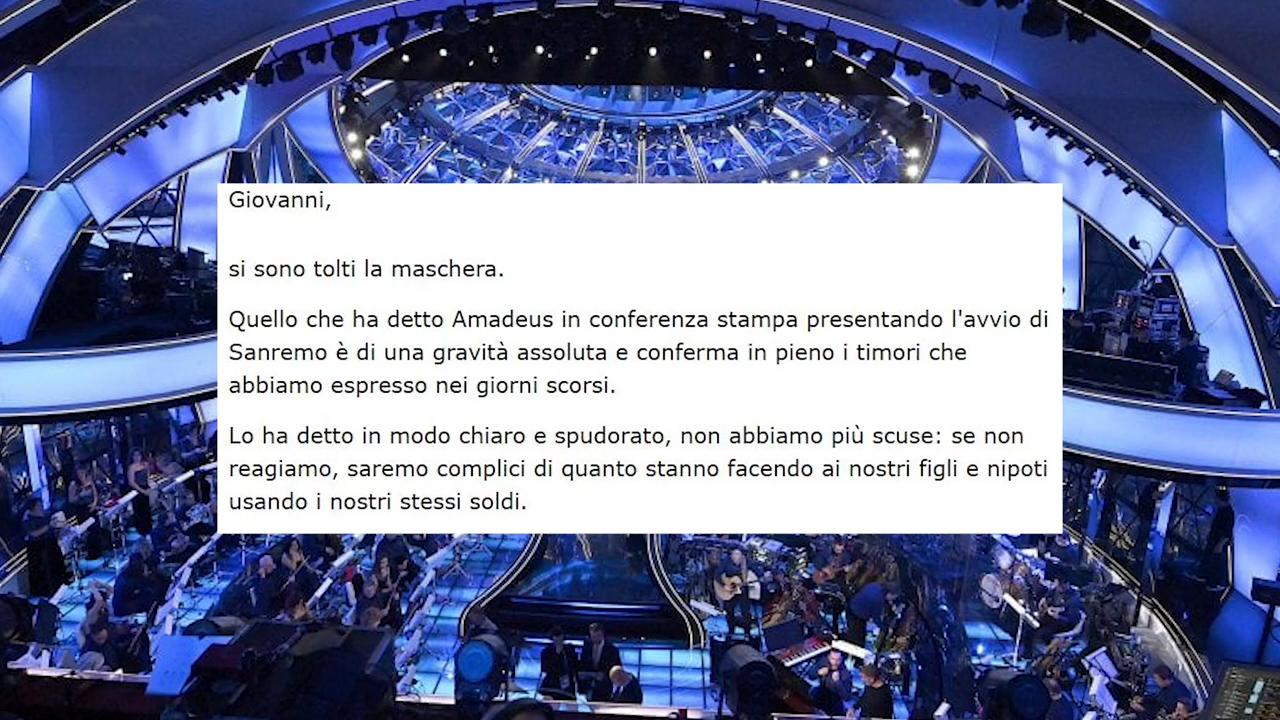 Giovanni,
si sono tolti la maschera.
Quello che ha detto Amadeus in conferenza stampa presentando l'avvio di
Sanremo è di una gravità assoluta e conferma in pieno i timori che
abbiamo espresso nei giorni scorsi.
Lo ha detto in modo chiaro e spudorato, non abbiamo più scuse: se non
reagiamo, saremo complici di quanto stanno facendo ai nostri figli e nipoti
usando i nostri stessi soldi.